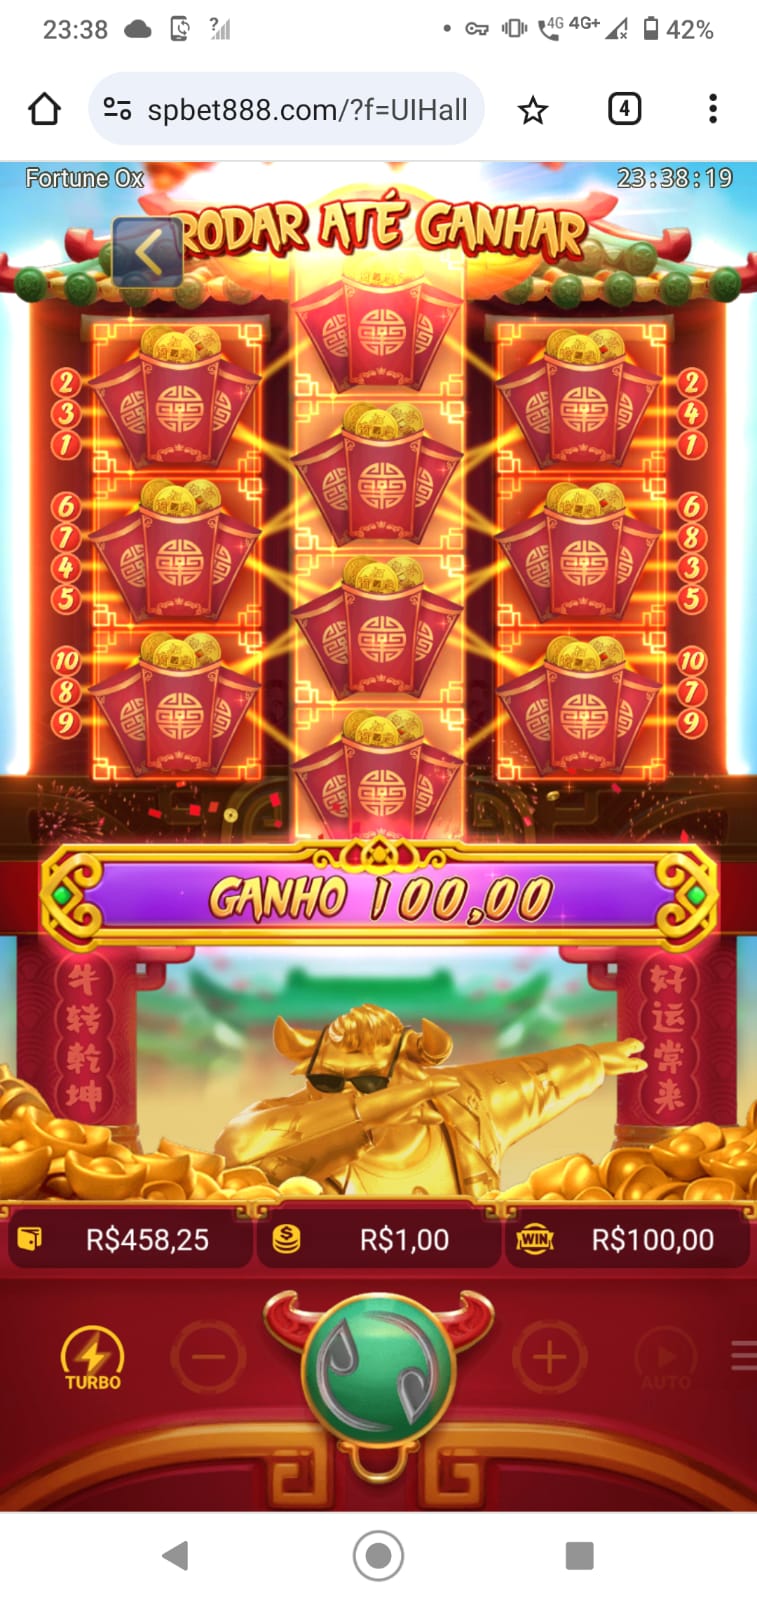 23:38
4G 4G+ 42%
spbet888.com/?f=UIHall
4
Fortune Ox
23:38:19
RODAR ATÉ GANHAR
2 2
3 4
1 1
6 6
7 8
4 3
5 5
10 10
8 7
9 9
GANHO 100,00
牛转乾坤
好运常来
R$458,25
R$1,00
WIN
R$100,00
TURBO
AUTO